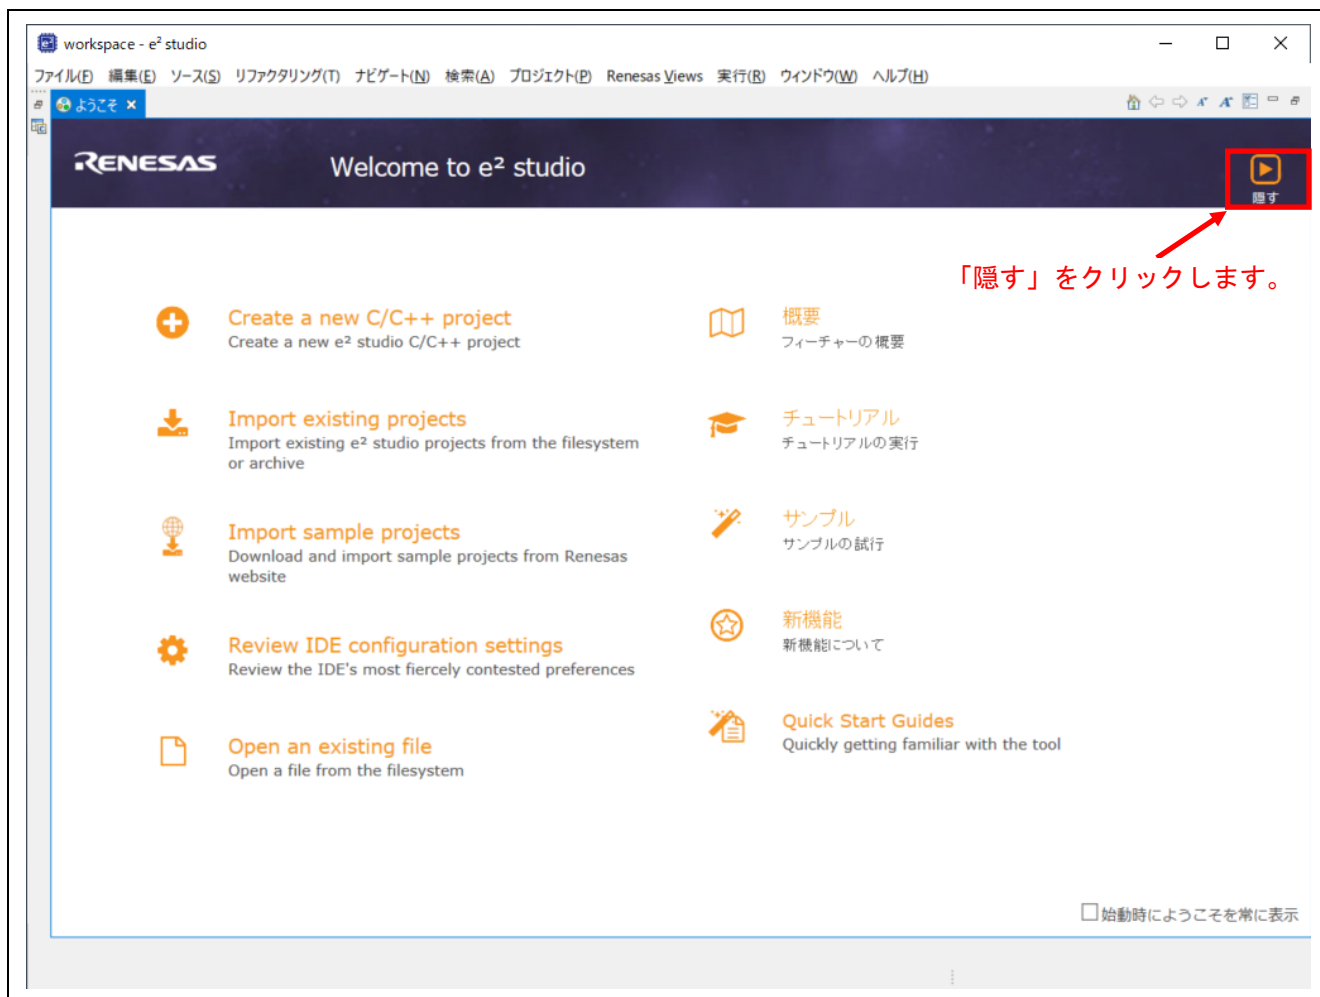 workspace - e² studio
ファイル(F) 編集(E) ソース(S) リファクタリング(T) ナビゲート(N) 検索(A) プロジェクト(P) Renesas Views 実行(R) ウィンドウ(W) ヘルプ(H)
ようこそ
RENESAS
Welcome to e² studio
隠す
「隠す」をクリックします。
Create a new C/C++ project
Create a new e² studio C/C++ project
Import existing projects
Import existing e² studio projects from the filesystem
or archive
Import sample projects
Download and import sample projects from Renesas
website
Review IDE configuration settings
Review the IDE's most fiercely contested preferences
Open an existing file
Open a file from the filesystem
概要
フィーチャーの概要
チュートリアル
チュートリアルの実行
サンプル
サンプルの試行
新機能
新機能について
Quick Start Guides
Quickly getting familiar with the tool
始動時にようこそを常に表示